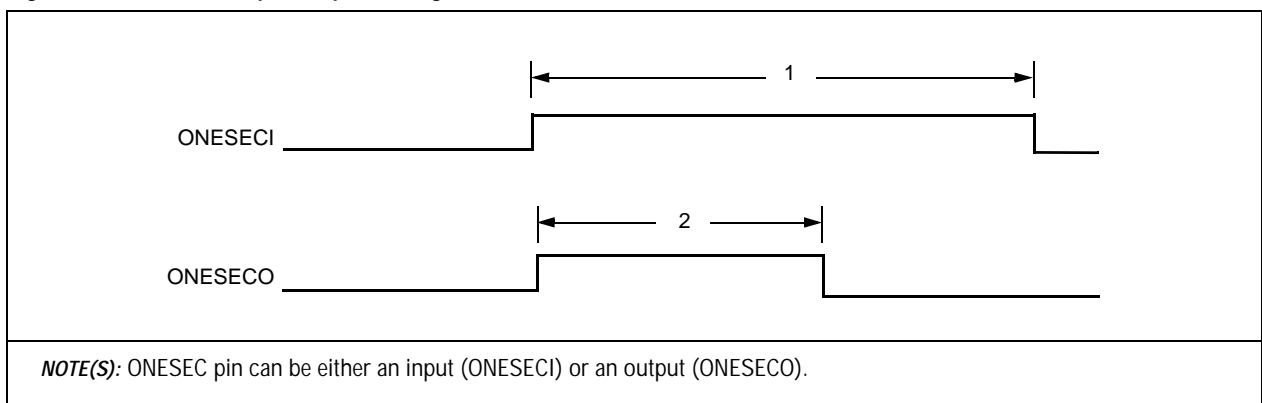 1
ONESECI
2
ONESECO
NOTE(S): ONESEC pin can be either an input (ONESECI) or an output (ONESECO).